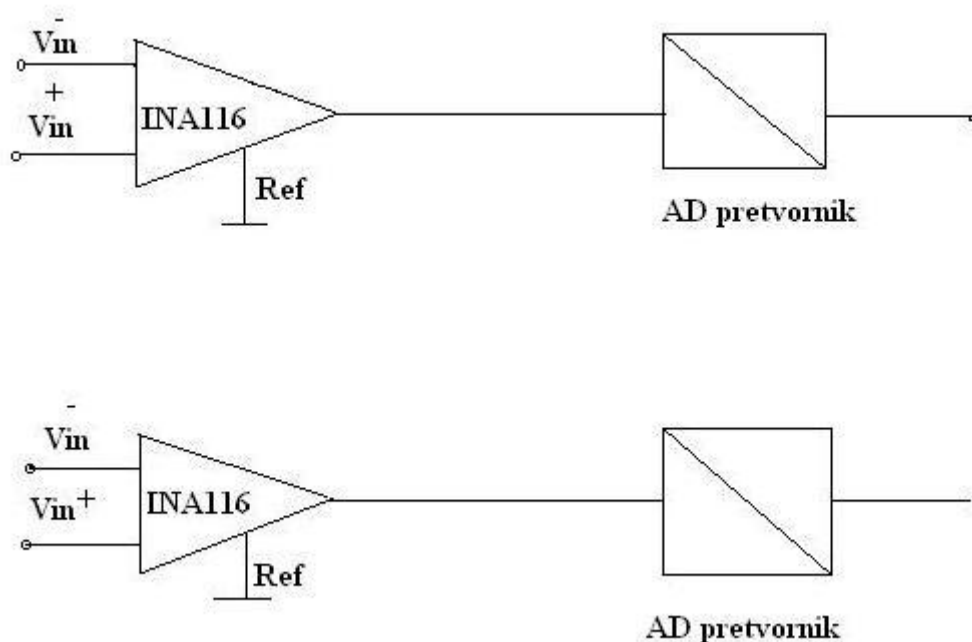 Vin-
+
Vin
INA116
Ref
AD pretvornik
Vin-
Vin+
INA116
Ref
AD pretvornik